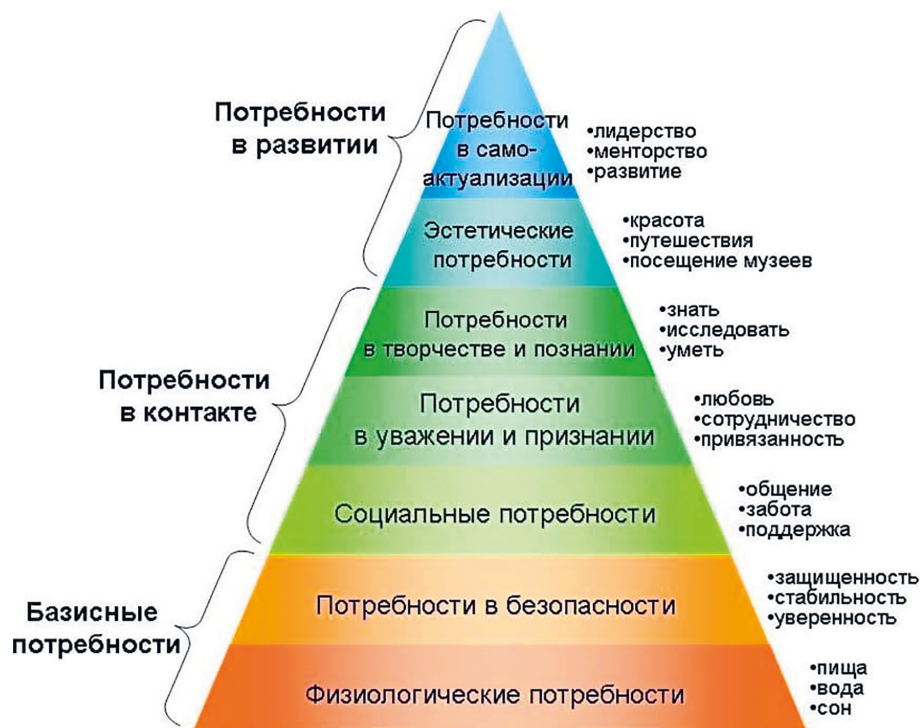 Потребности
в развитии
Потребности
в само-
актуализации
•лидерство
•менторство
•развитие
Эстетические
потребности
•красота
•путешествия
•посещение музеев
Потребности
в контакте
Потребности
в творчестве и познании
•знать
•исследовать
•уметь
Потребности
в уважении и признании
•любовь
•сотрудничество
•привязанность
Социальные потребности
•общение
•забота
•поддержка
Базисные
потребности
Потребности в безопасности
•защищенность
•стабильность
•уверенность
Физиологические потребности
•пища
•вода
•сон